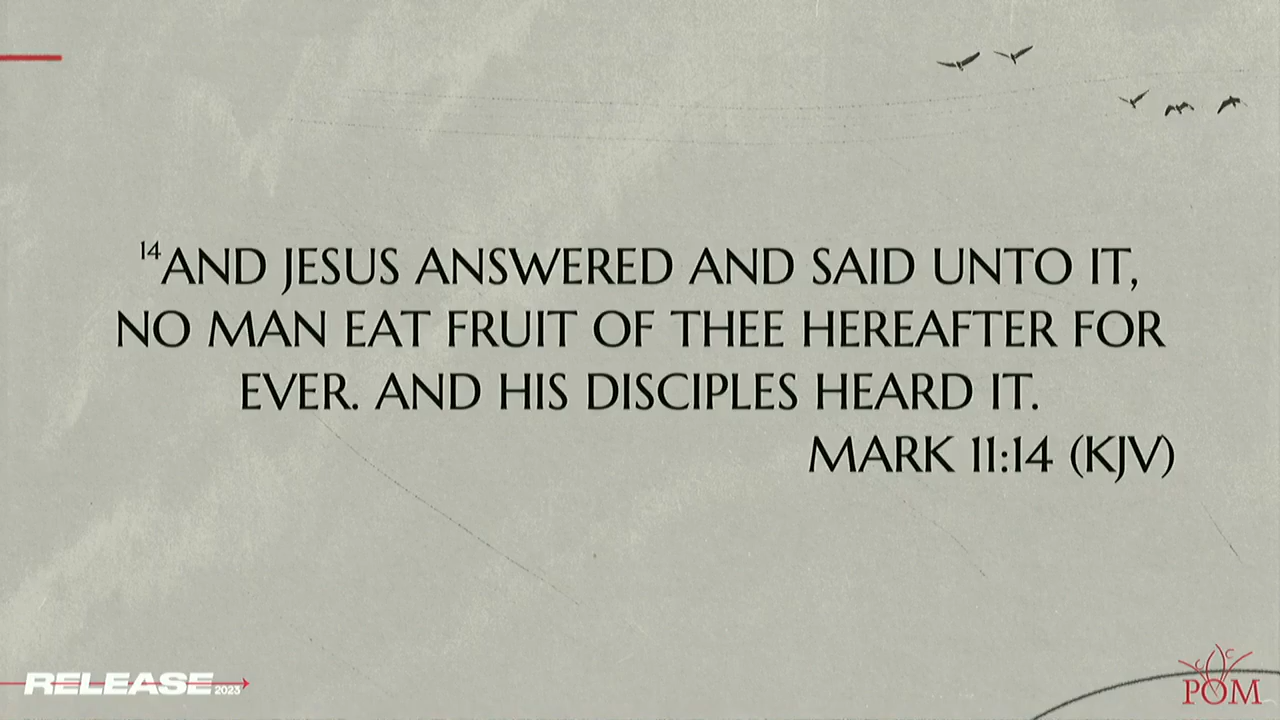 14AND JESUS ANSWERED AND SAID UNTO IT,
NO MAN EAT FRUIT OF THEE HEREAFTER FOR
EVER. AND HIS DISCIPLES HEARD IT.
MARK 11:14 (KJV)
RELEASE 2023
CCC
POM